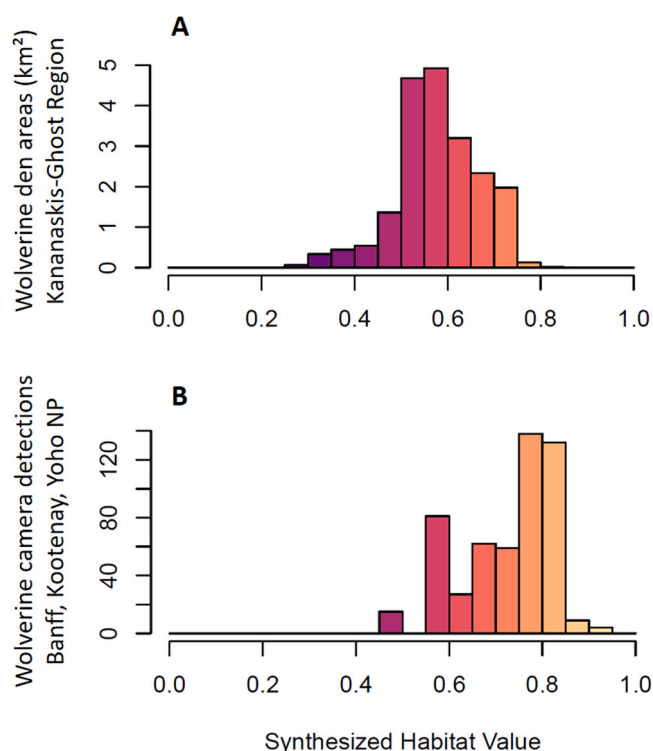 A
Wolverine den areas (km²)
Kananaskis-Ghost Region
5
4
3
2
1
0
0.0 0.2 0.4 0.6 0.8 1.0
B
Wolverine camera detections
Banff, Kootenay, Yoho NP
120
80
40
0
0.0 0.2 0.4 0.6 0.8 1.0
Synthesized Habitat Value